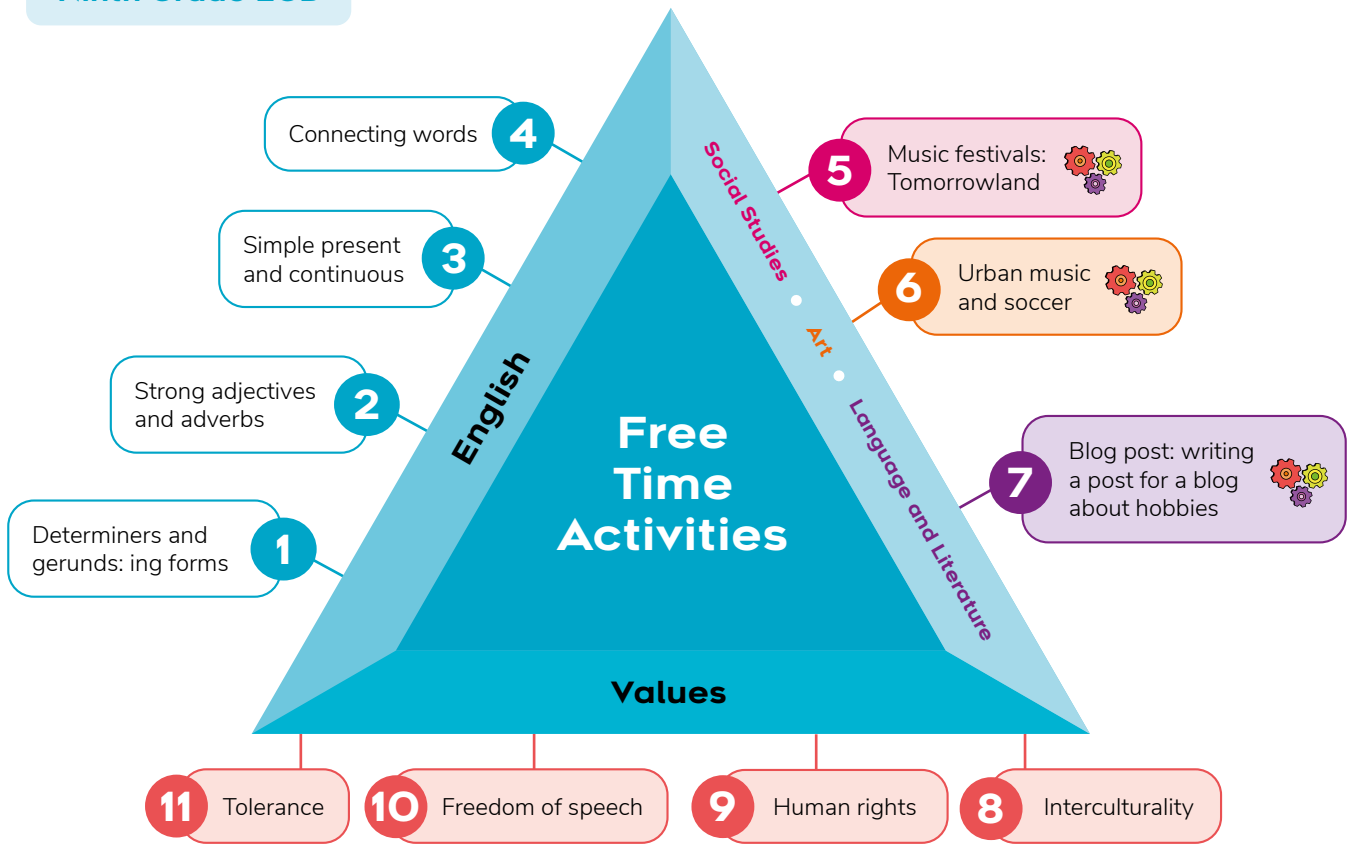 Connecting words
4
Simple present
and continuous
3
Strong adjectives
and adverbs
2
Determiners and
gerunds: ing forms
1
English
Free
Time
Activities
Social Studies • Art • Language and Literature
5
Music festivals:
Tomorrowland
6
Urban music
and soccer
7
Blog post: writing
a post for a blog
about hobbies
Values
11 Tolerance
10 Freedom of speech
9 Human rights
8 Interculturality